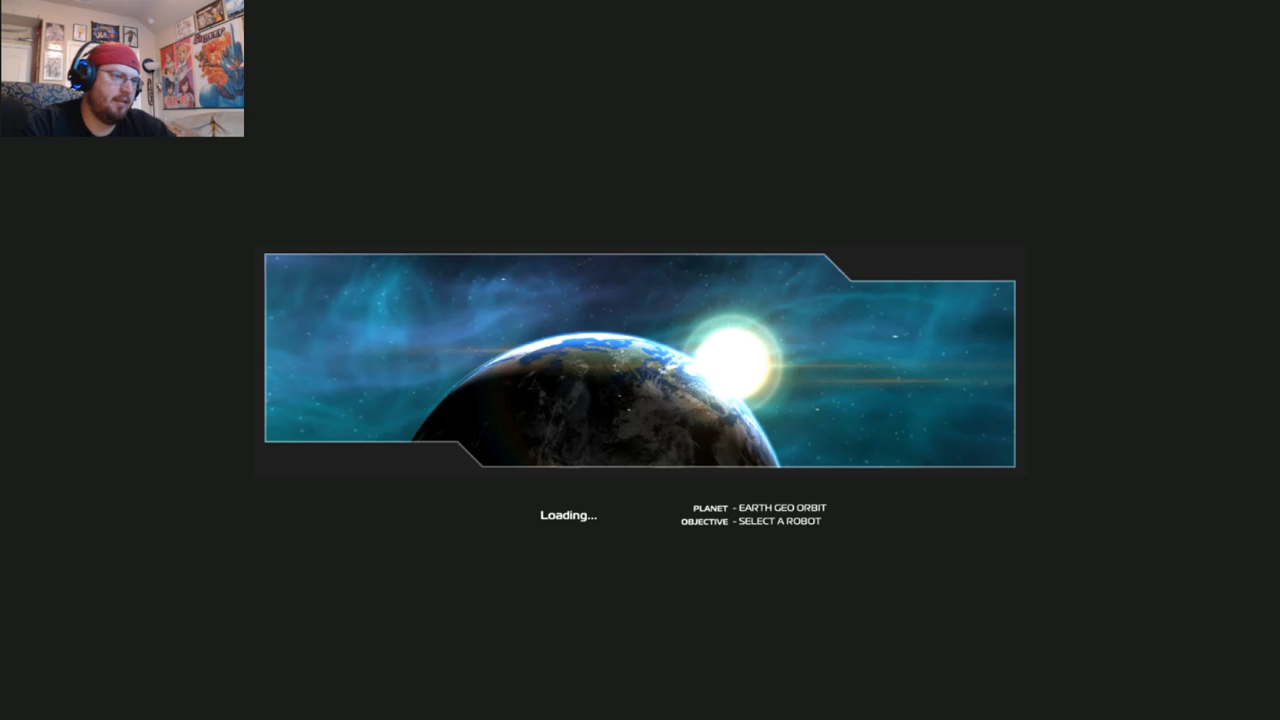 Loading...
PLANET - EARTH GEO ORBIT
OBJECTIVE - SELECT A ROBOT